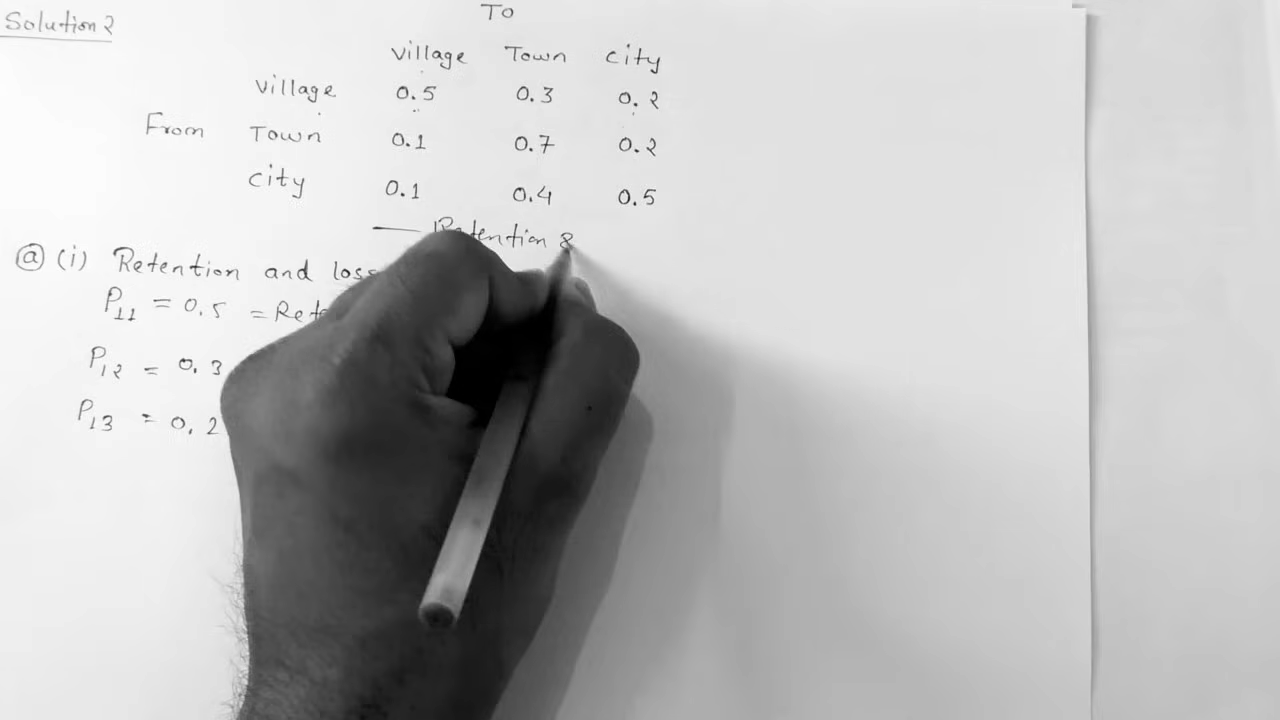 Solution 2
To
village Town city
village 0.5 0.3 0.2
From Town 0.1 0.7 0.2
city 0.1 0.4 0.5
— Retention &
ⓐ (i) Retention and loss
P11 = 0.5 =
P12 = 0.3
P13 = 0.2